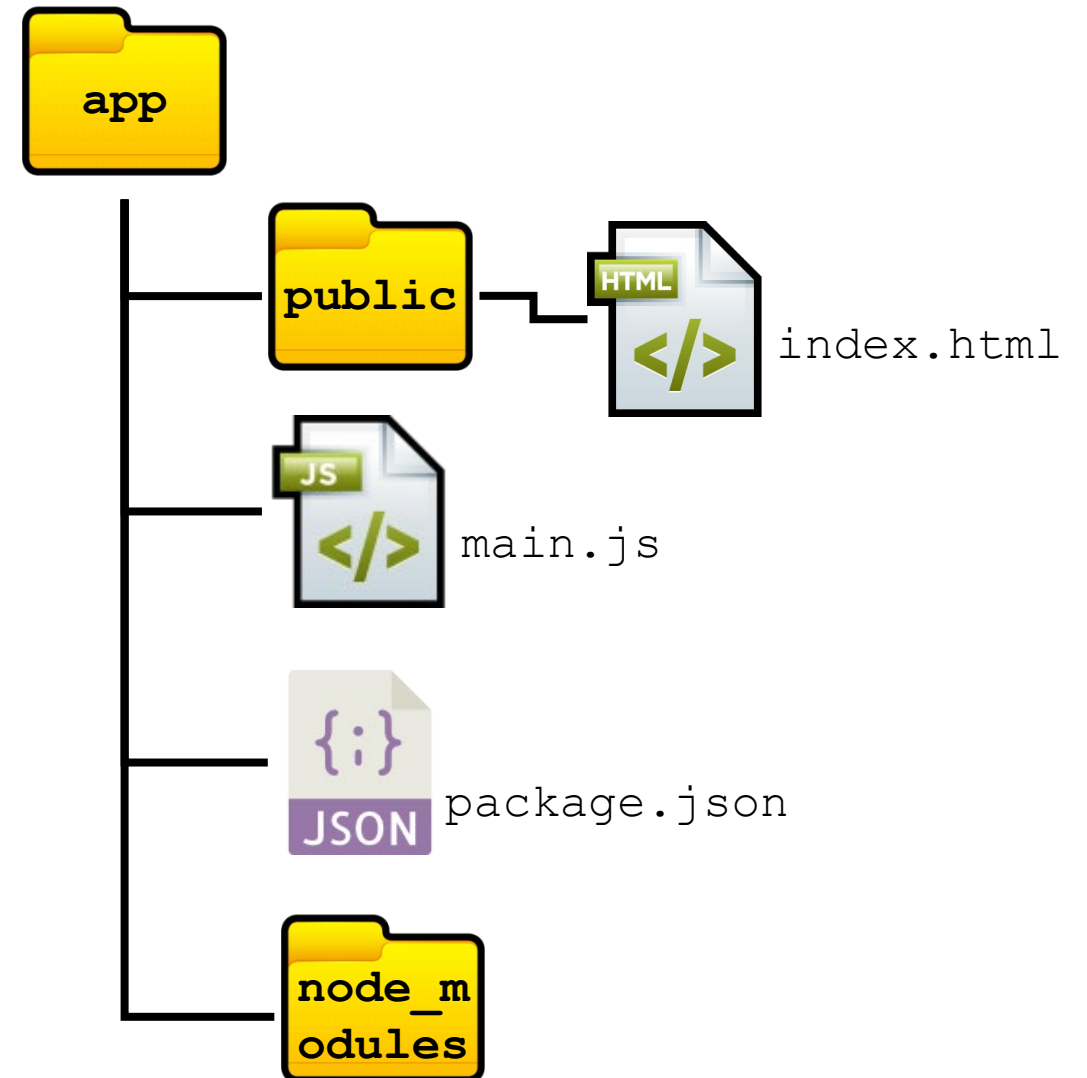 app
public
HTML
</>
index.html
JS
</>
main.js
{;}
JSON
package.json
node_m
odules